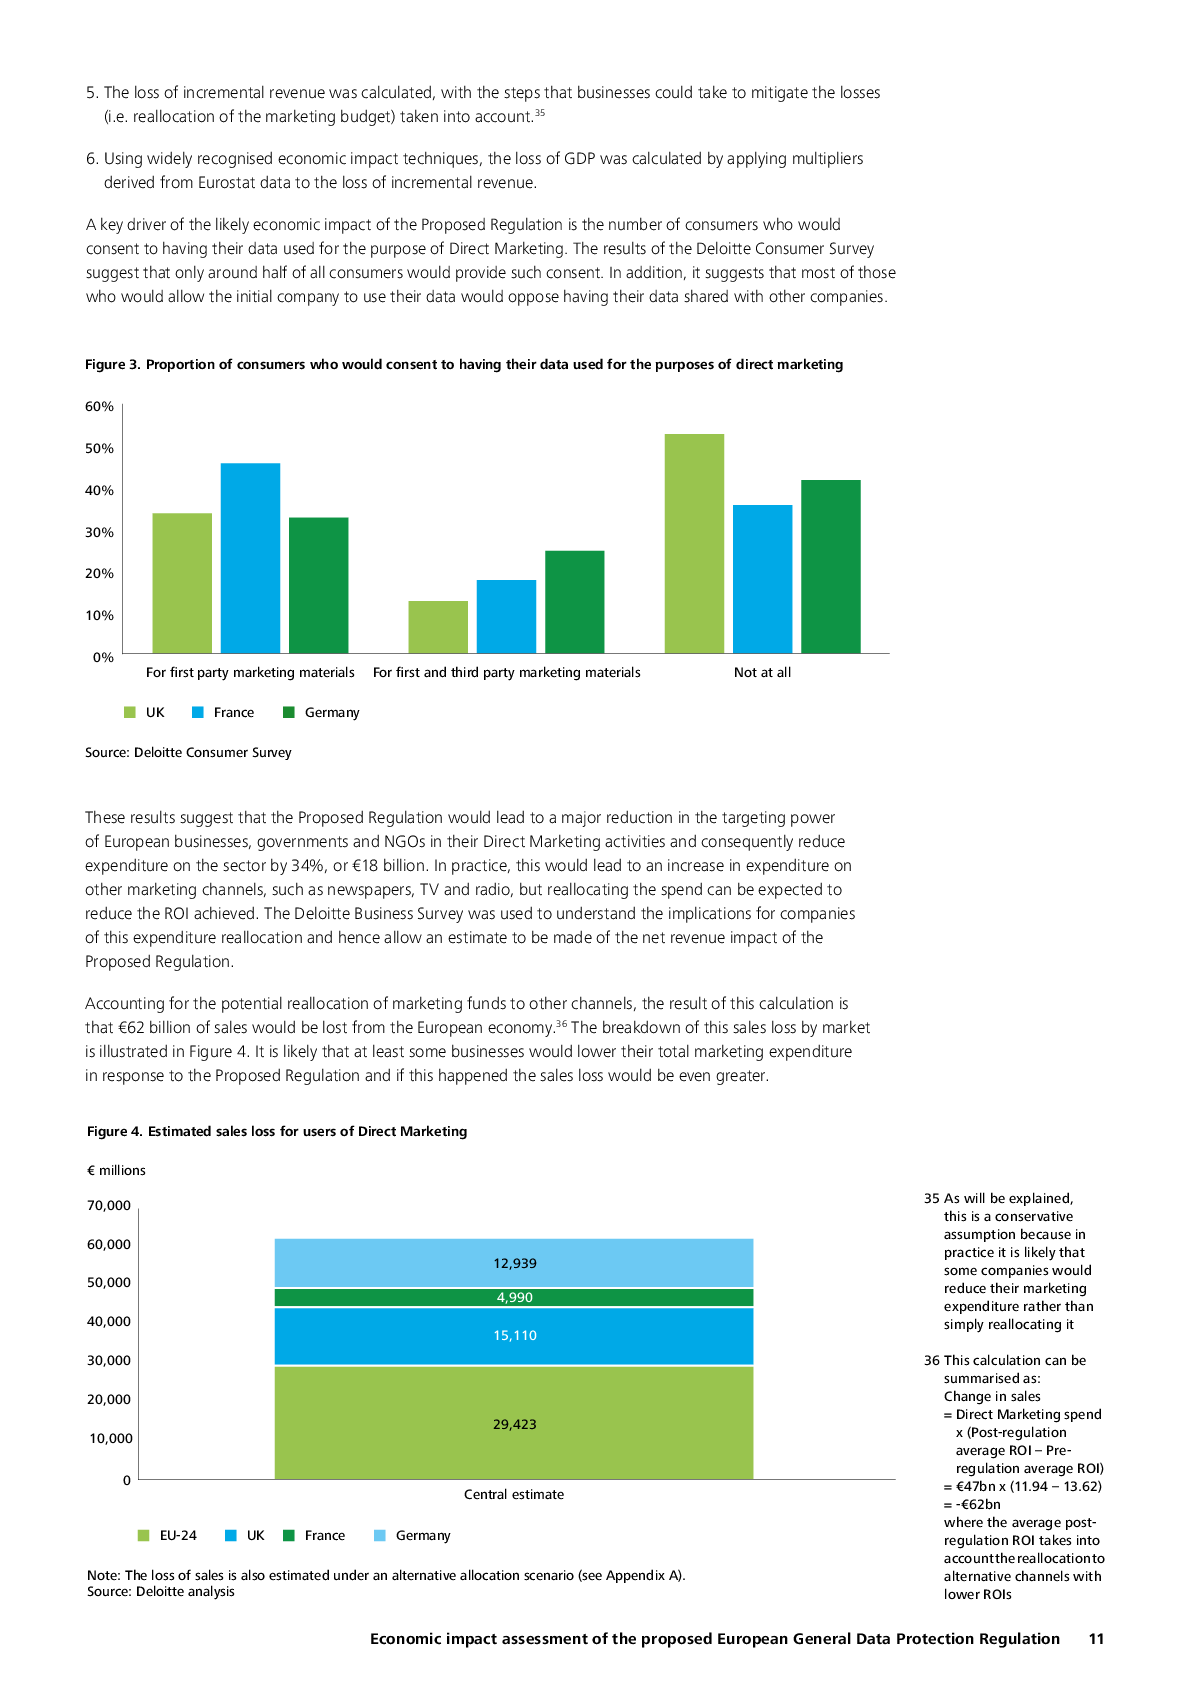 5. The loss of incremental revenue was calculated, with the steps that businesses could take to mitigate the losses
(i.e. reallocation of the marketing budget) taken into account.35
6. Using widely recognised economic impact techniques, the loss of GDP was calculated by applying multipliers
derived from Eurostat data to the loss of incremental revenue.
A key driver of the likely economic impact of the Proposed Regulation is the number of consumers who would
consent to having their data used for the purpose of Direct Marketing. The results of the Deloitte Consumer Survey
suggest that only around half of all consumers would provide such consent. In addition, it suggests that most of those
who would allow the initial company to use their data would oppose having their data shared with other companies.
Figure 3. Proportion of consumers who would consent to having their data used for the purposes of direct marketing
60%
50%
40%
30%
20%
10%
0%
For first party marketing materials For first and third party marketing materials Not at all
UK France Germany
Source: Deloitte Consumer Survey
These results suggest that the Proposed Regulation would lead to a major reduction in the targeting power
of European businesses, governments and NGOs in their Direct Marketing activities and consequently reduce
expenditure on the sector by 34%, or €18 billion. In practice, this would lead to an increase in expenditure on
other marketing channels, such as newspapers, TV and radio, but reallocating the spend can be expected to
reduce the ROI achieved. The Deloitte Business Survey was used to understand the implications for companies
of this expenditure reallocation and hence allow an estimate to be made of the net revenue impact of the
Proposed Regulation.
Accounting for the potential reallocation of marketing funds to other channels, the result of this calculation is
that €62 billion of sales would be lost from the European economy.36 The breakdown of this sales loss by market
is illustrated in Figure 4. It is likely that at least some businesses would lower their total marketing expenditure
in response to the Proposed Regulation and if this happened the sales loss would be even greater.
Figure 4. Estimated sales loss for users of Direct Marketing
€ millions
70,000
60,000
50,000
40,000
30,000
20,000
10,000
0
12,939
4,990
15,110
29,423
Central estimate
EU-24 UK France Germany
Note: The loss of sales is also estimated under an alternative allocation scenario (see Appendix A).
Source: Deloitte analysis
35 As will be explained,
this is a conservative
assumption because in
practice it is likely that
some companies would
reduce their marketing
expenditure rather than
simply reallocating it
36 This calculation can be
summarised as:
Change in sales
= Direct Marketing spend
x (Post-regulation
average ROI – Pre-
regulation average ROI)
= €47bn x (11.94 – 13.62)
= -€62bn
where the average post-
regulation ROI takes into
account the reallocation to
alternative channels with
lower ROIs
Economic impact assessment of the proposed European General Data Protection Regulation 11